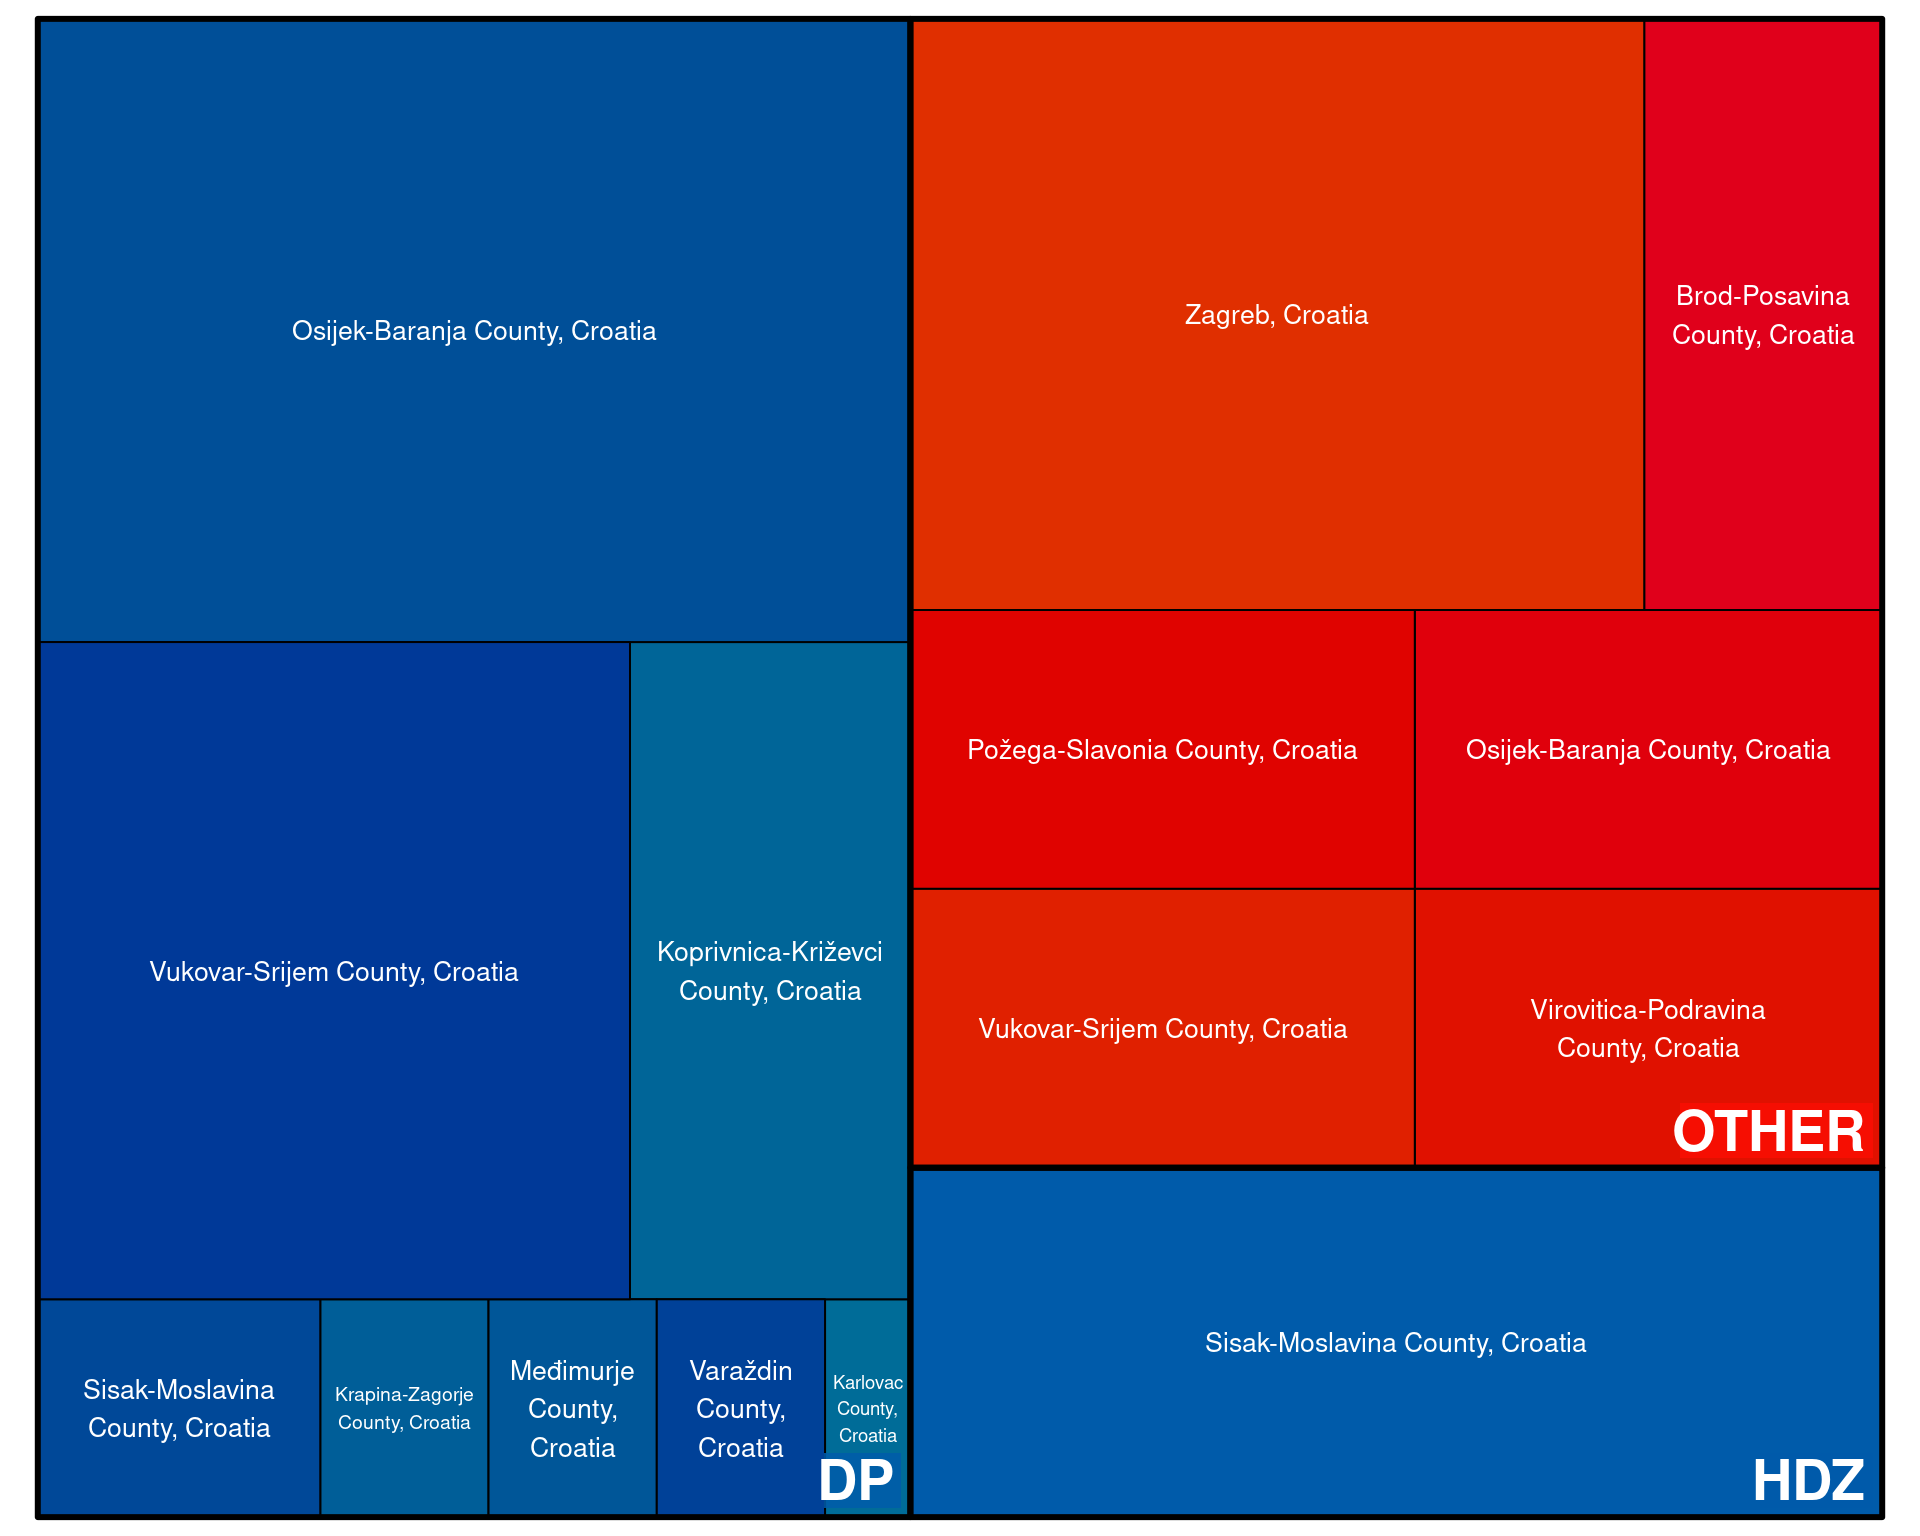 Osijek-Baranja County, Croatia
Vukovar-Srijem County, Croatia
Koprivnica-Križevci
County, Croatia
Sisak-Moslavina
County, Croatia
Krapina-Zagorje
County, Croatia
Međimurje
County,
Croatia
Varaždin
County,
Croatia
Karlovac
County,
Croatia
DP
Zagreb, Croatia
Brod-Posavina
County, Croatia
Požega-Slavonia County, Croatia
Osijek-Baranja County, Croatia
Vukovar-Srijem County, Croatia
Virovitica-Podravina
County, Croatia
OTHER
Sisak-Moslavina County, Croatia
HDZ